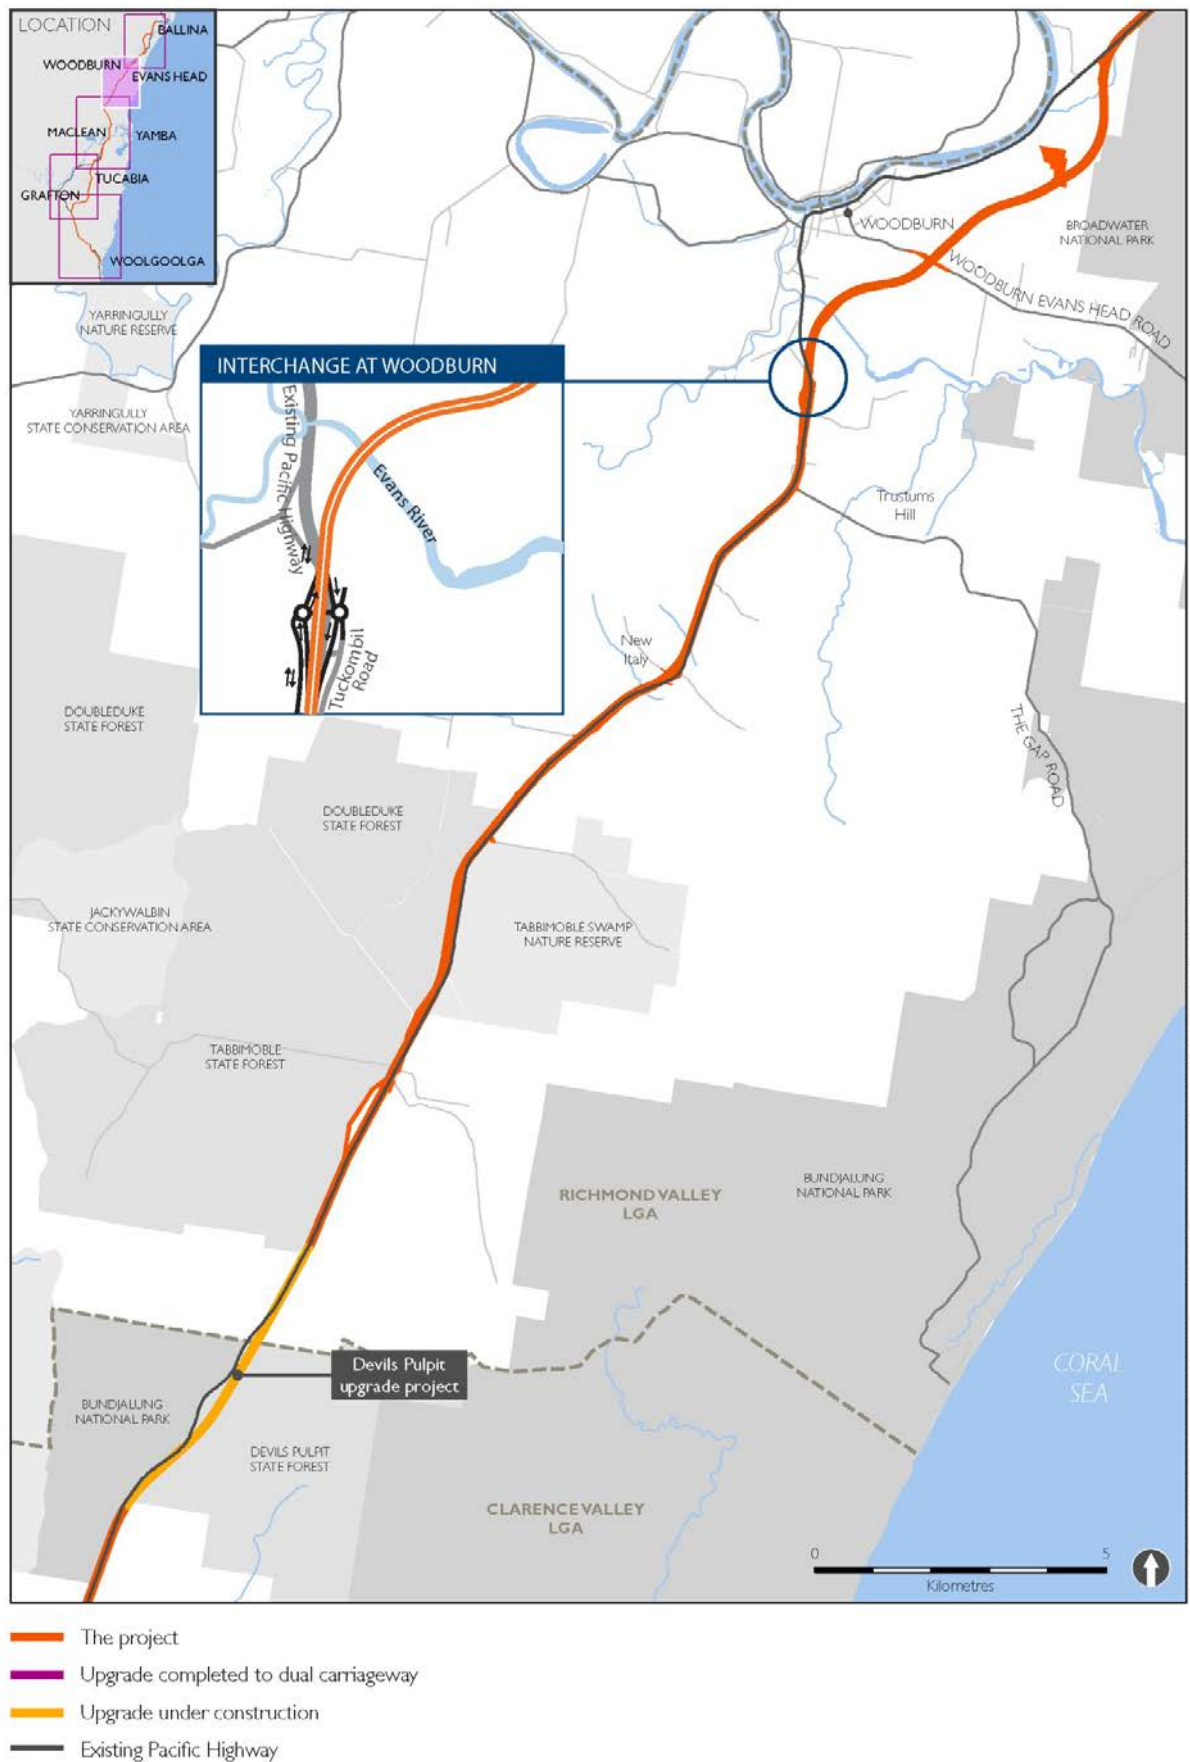 LOCATION
BALLINA
WOODBURN
EVANS HEAD
MACLEAN
YAMBA
TUCABIA
GRAFTON
WOOLGOOLGA
WOODBURN
BROADWATER
NATIONAL PARK
WOODBURN EVANS HEAD ROAD
YARRINGULLY
NATURE RESERVE
INTERCHANGE AT WOODBURN
Existing Pacific Highway
Evans River
Tuckombil
Road
YARRINGULLY
STATE CONSERVATION AREA
Trustums
Hill
New
Italy
DOUBLEDUKE
STATE FOREST
THE GAP ROAD
DOUBLEDUKE
STATE FOREST
JACKYWALBIN
STATE CONSERVATION AREA
TABBIMOBLE SWAMP
NATURE RESERVE
TABBIMOBLE
STATE FOREST
RICHMOND VALLEY
LGA
BUNDJALUNG
NATIONAL PARK
Devils Pulpit
upgrade project
CORAL
SEA
BUNDJALUNG
NATIONAL PARK
DEVILS PULPIT
STATE FOREST
CLARENCE VALLEY
LGA
0 5
Kilometres
The project
Upgrade completed to dual carriageway
Upgrade under construction
Existing Pacific Highway